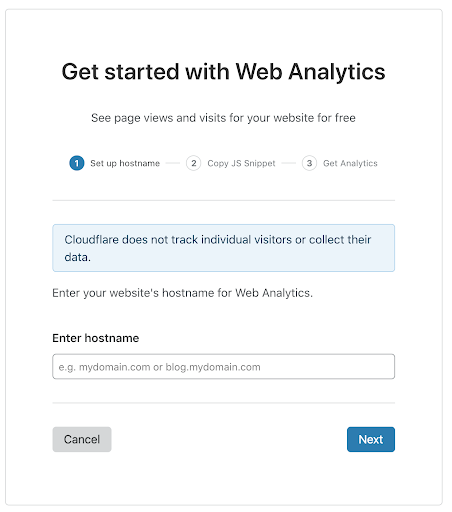 Get started with Web Analytics
See page views and visits for your website for free
1 Set up hostname 2 Copy JS Snippet 3 Get Analytics
Cloudflare does not track individual visitors or collect their
data.
Enter your website's hostname for Web Analytics.
Enter hostname
e.g. mydomain.com or blog.mydomain.com
Cancel Next